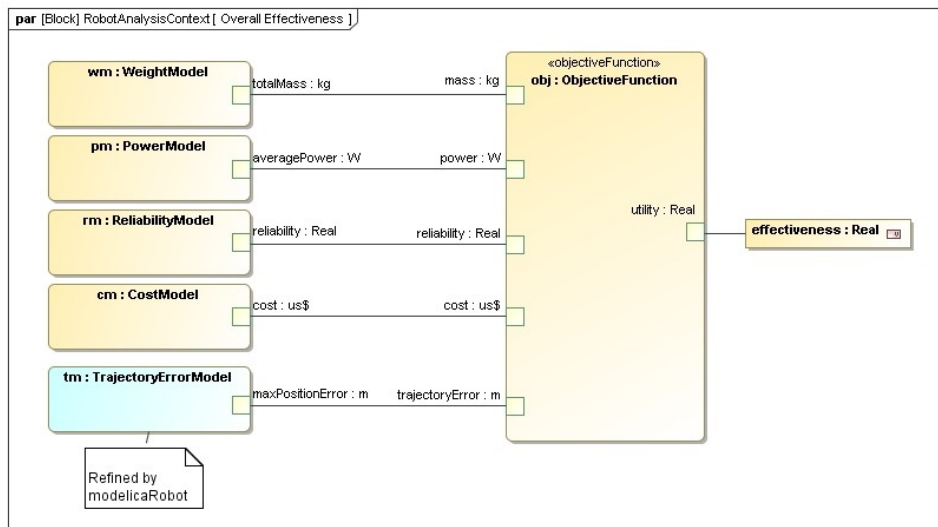 par [Block] RobotAnalysisContext [ Overall Effectiveness ]
wm : WeightModel
totalMass : kg
mass : kg
«objectiveFunction»
obj : ObjectiveFunction
pm : PowerModel
averagePower : W
power : W
rm : ReliabilityModel
reliability : Real
reliability : Real
utility : Real
effectiveness : Real
cm : CostModel
cost : us$
cost : us$
tm : TrajectoryErrorModel
maxPositionError : m
trajectoryError : m
Refined by
modelicaRobot